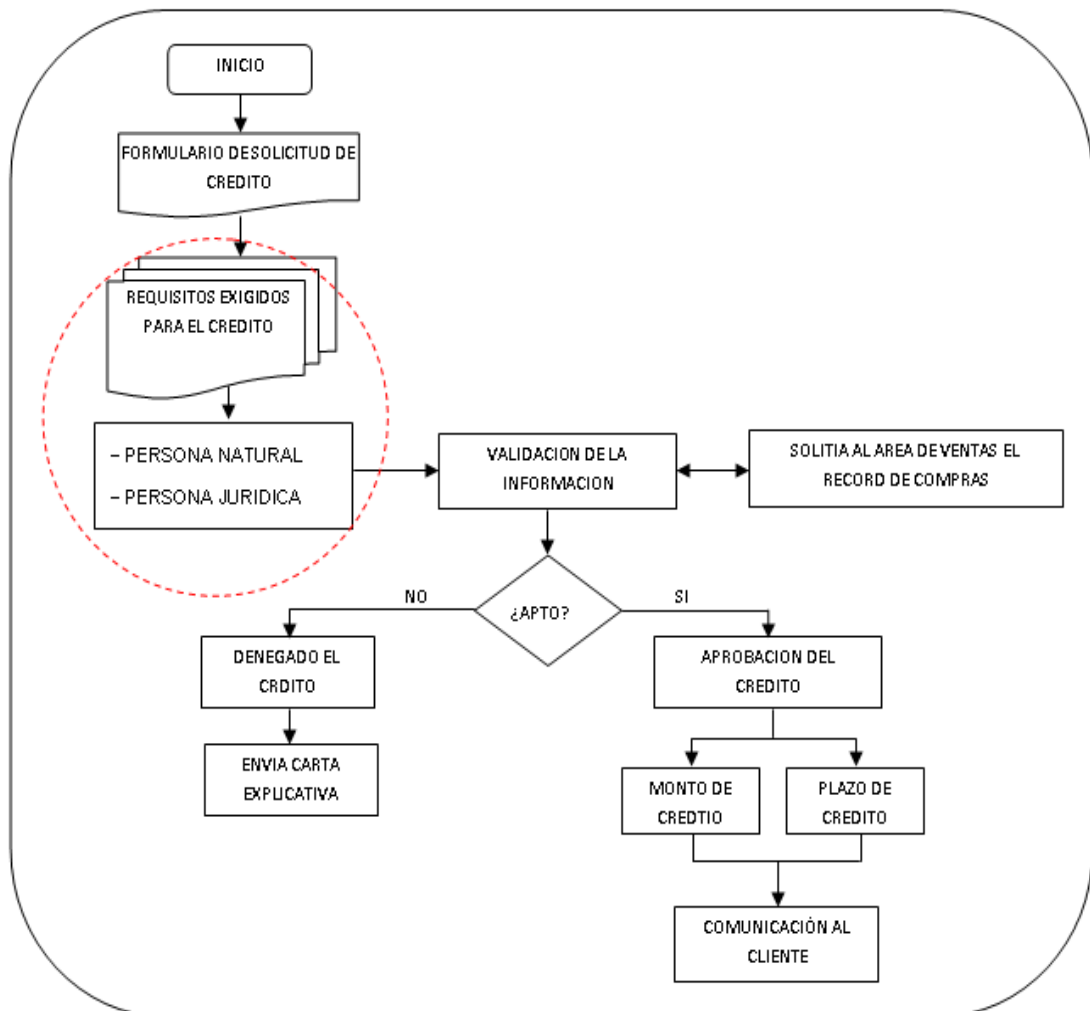 INICIO
FORMULARIO DE SOLICITUD DE
CREDITO
REQUISITOS EXIGIDOS
PARA EL CREDITO
– PERSONA NATURAL
– PERSONA JURIDICA
VALIDACION DE LA
INFORMACION
SOLITIA AL AREA DE VENTAS EL
RECORD DE COMPRAS
¿APTO?
NO
SI
DENEGADO EL
CRDITO
ENVIA CARTA
EXPLICATIVA
APROBACION DEL
CREDITO
MONTO DE
CREDTIO
PLAZO DE
CREDITO
COMUNICACIÓN AL
CLIENTE